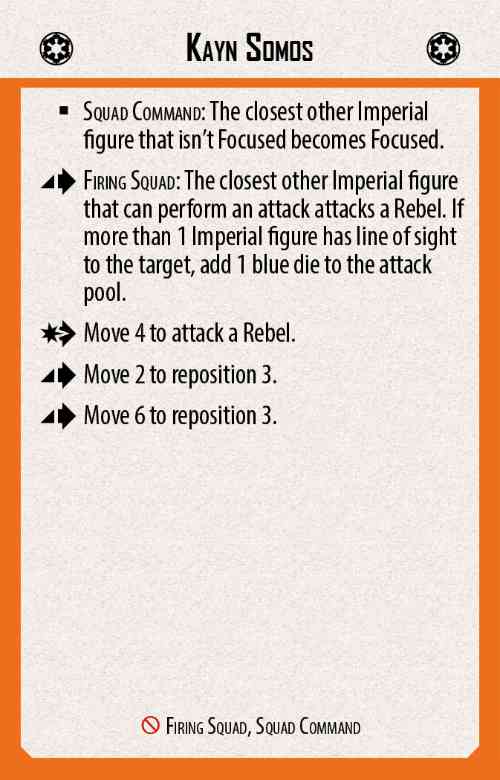 Kayn Somos
Squad Command: The closest other Imperial
figure that isn't Focused becomes Focused.
Firing Squad: The closest other Imperial figure
that can perform an attack attacks a Rebel. If
more than 1 Imperial figure has line of sight
to the target, add 1 blue die to the attack
pool.
Move 4 to attack a Rebel.
Move 2 to reposition 3.
Move 6 to reposition 3.
Firing Squad, Squad Command